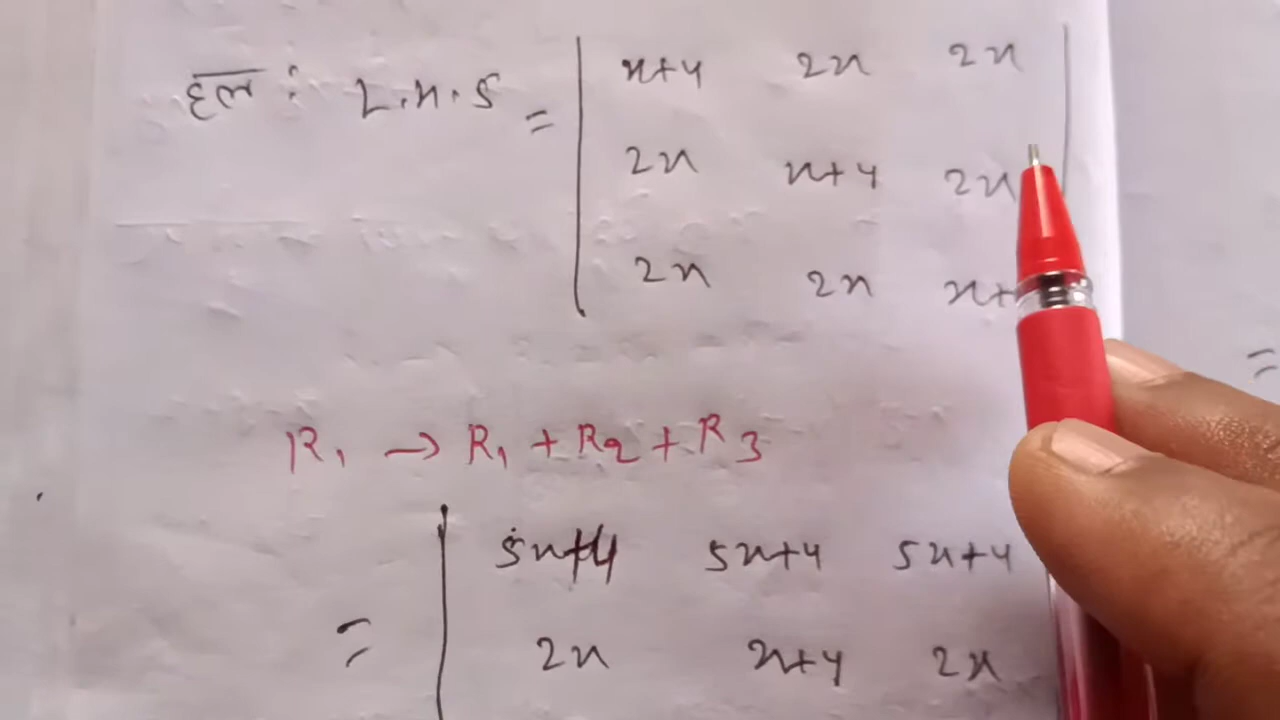 हल : L.H.S = | x+4 2x 2x |
2x x+4 2x
2x 2x x+
R₁ → R₁ + R₂ + R₃
= | 5x+4 5x+4 5x+4
2x x+4 2x
=